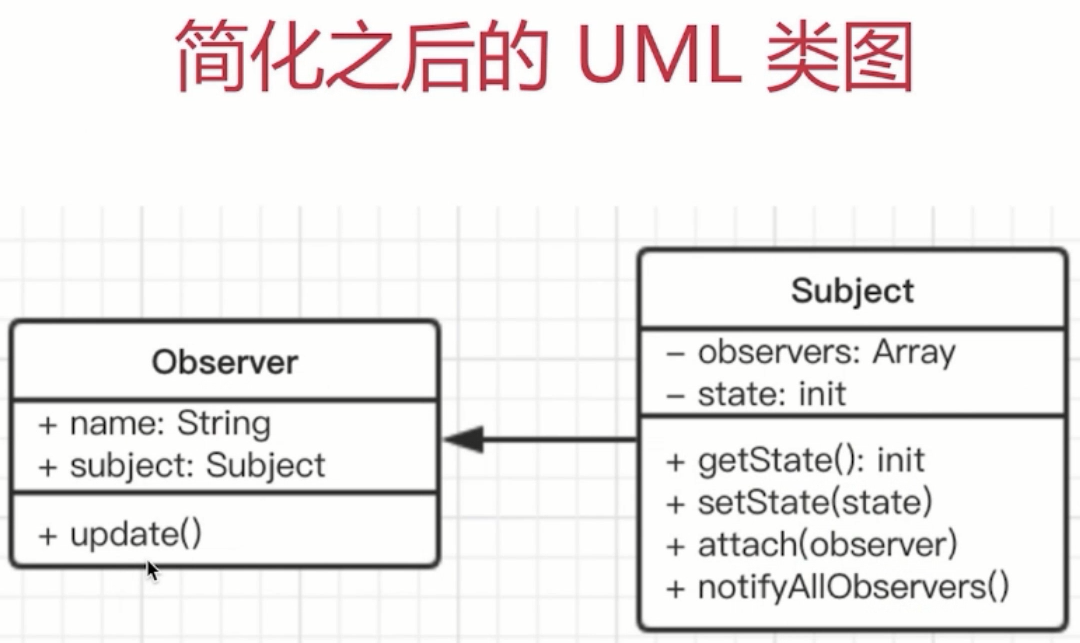 简化之后的 UML 类图
Observer
+ name: String
+ subject: Subject
+ update()
Subject
– observers: Array
– state: init
+ getState(): init
+ setState(state)
+ attach(observer)
+ notifyAllObservers()